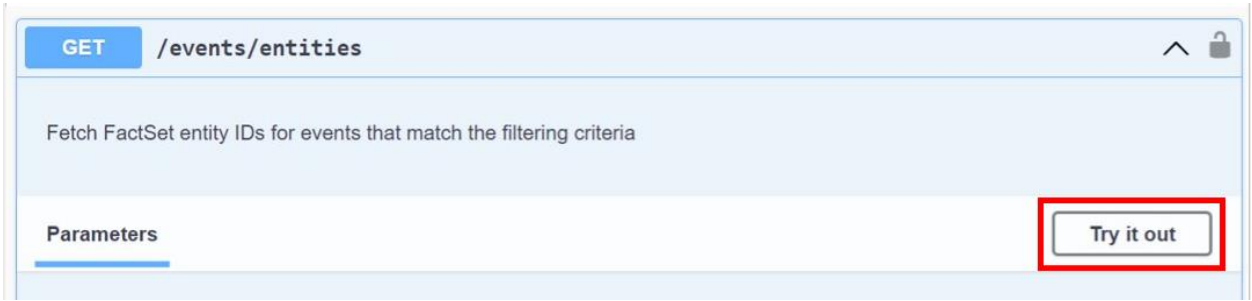 GET /events/entities
Fetch FactSet entity IDs for events that match the filtering criteria
Parameters Try it out